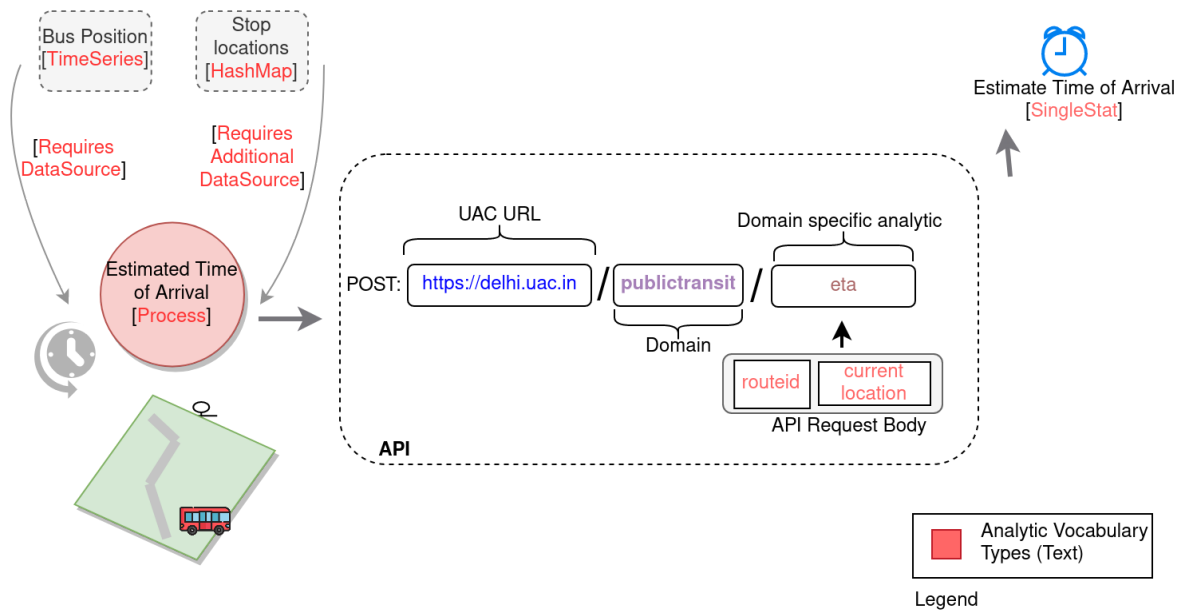 Bus Position
[TimeSeries]
Stop
locations
[HashMap]
[Requires
DataSource]
[Requires
Additional
DataSource]
Estimated Time
of Arrival
[Process]
Estimate Time of Arrival
[SingleStat]
UAC URL
Domain specific analytic
POST: https://delhi.uac.in / publictransit / eta
Domain
routeid
current
location
API Request Body
API
Analytic Vocabulary
Types (Text)
Legend